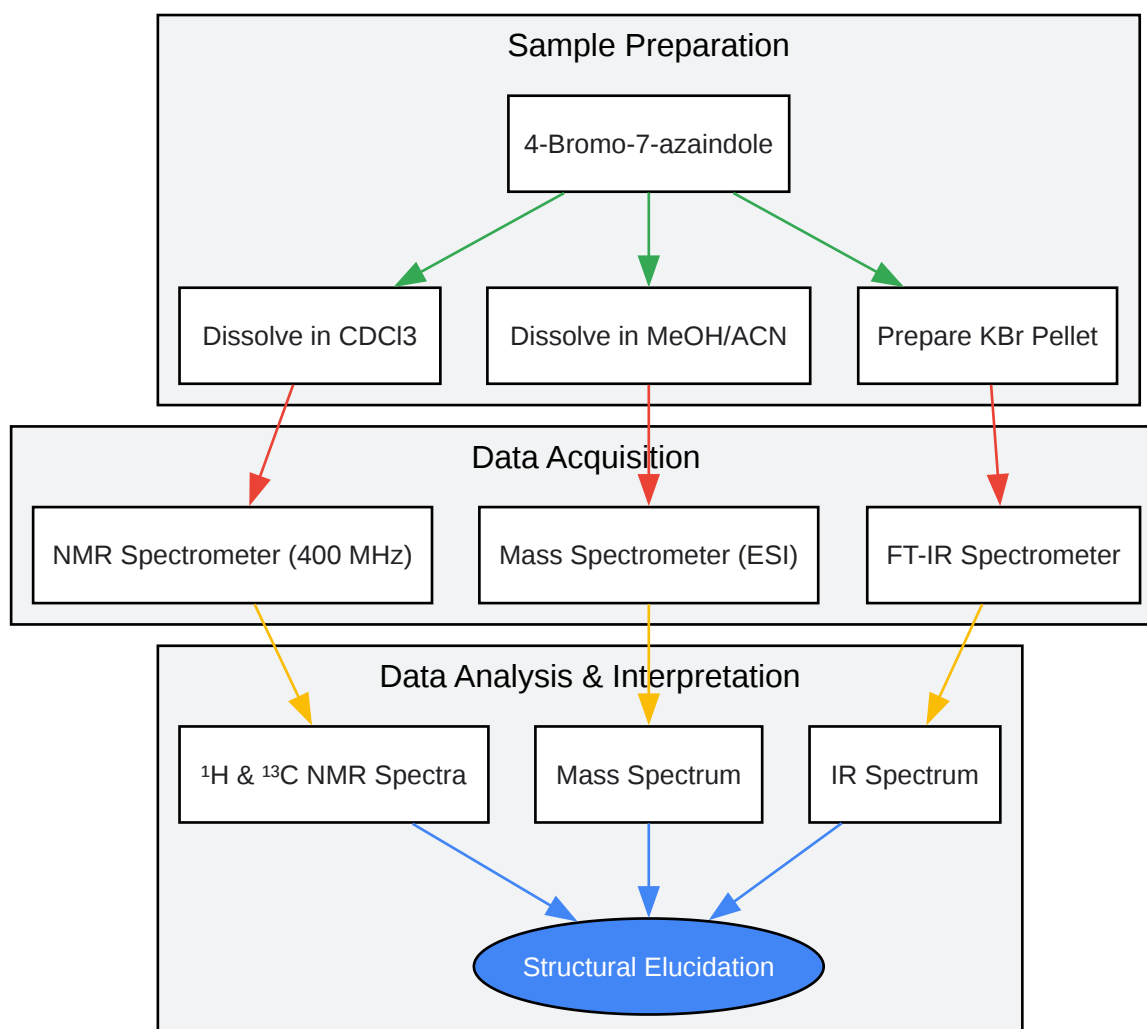 Sample Preparation
4-Bromo-7-azaindole
Dissolve in CDCl3
Dissolve in MeOH/ACN
Prepare KBr Pellet
Data Acquisition
NMR Spectrometer (400 MHz)
Mass Spectrometer (ESI)
FT-IR Spectrometer
Data Analysis & Interpretation
¹H & ¹³C NMR Spectra
Mass Spectrum
IR Spectrum
Structural Elucidation